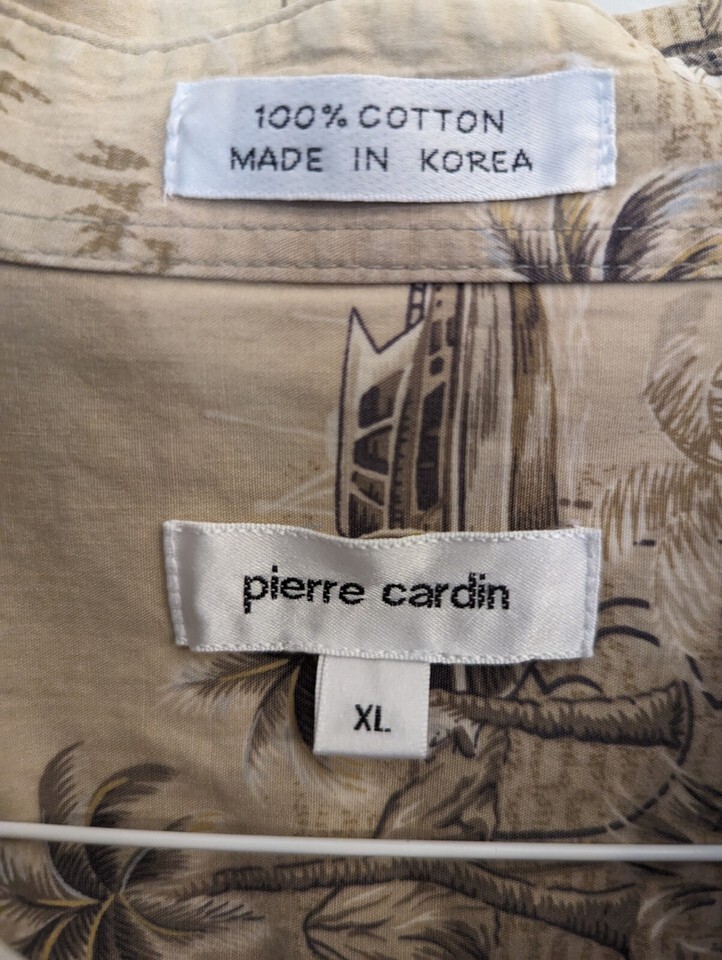 100% COTTON
MADE IN KOREA
pierre cardin
XL